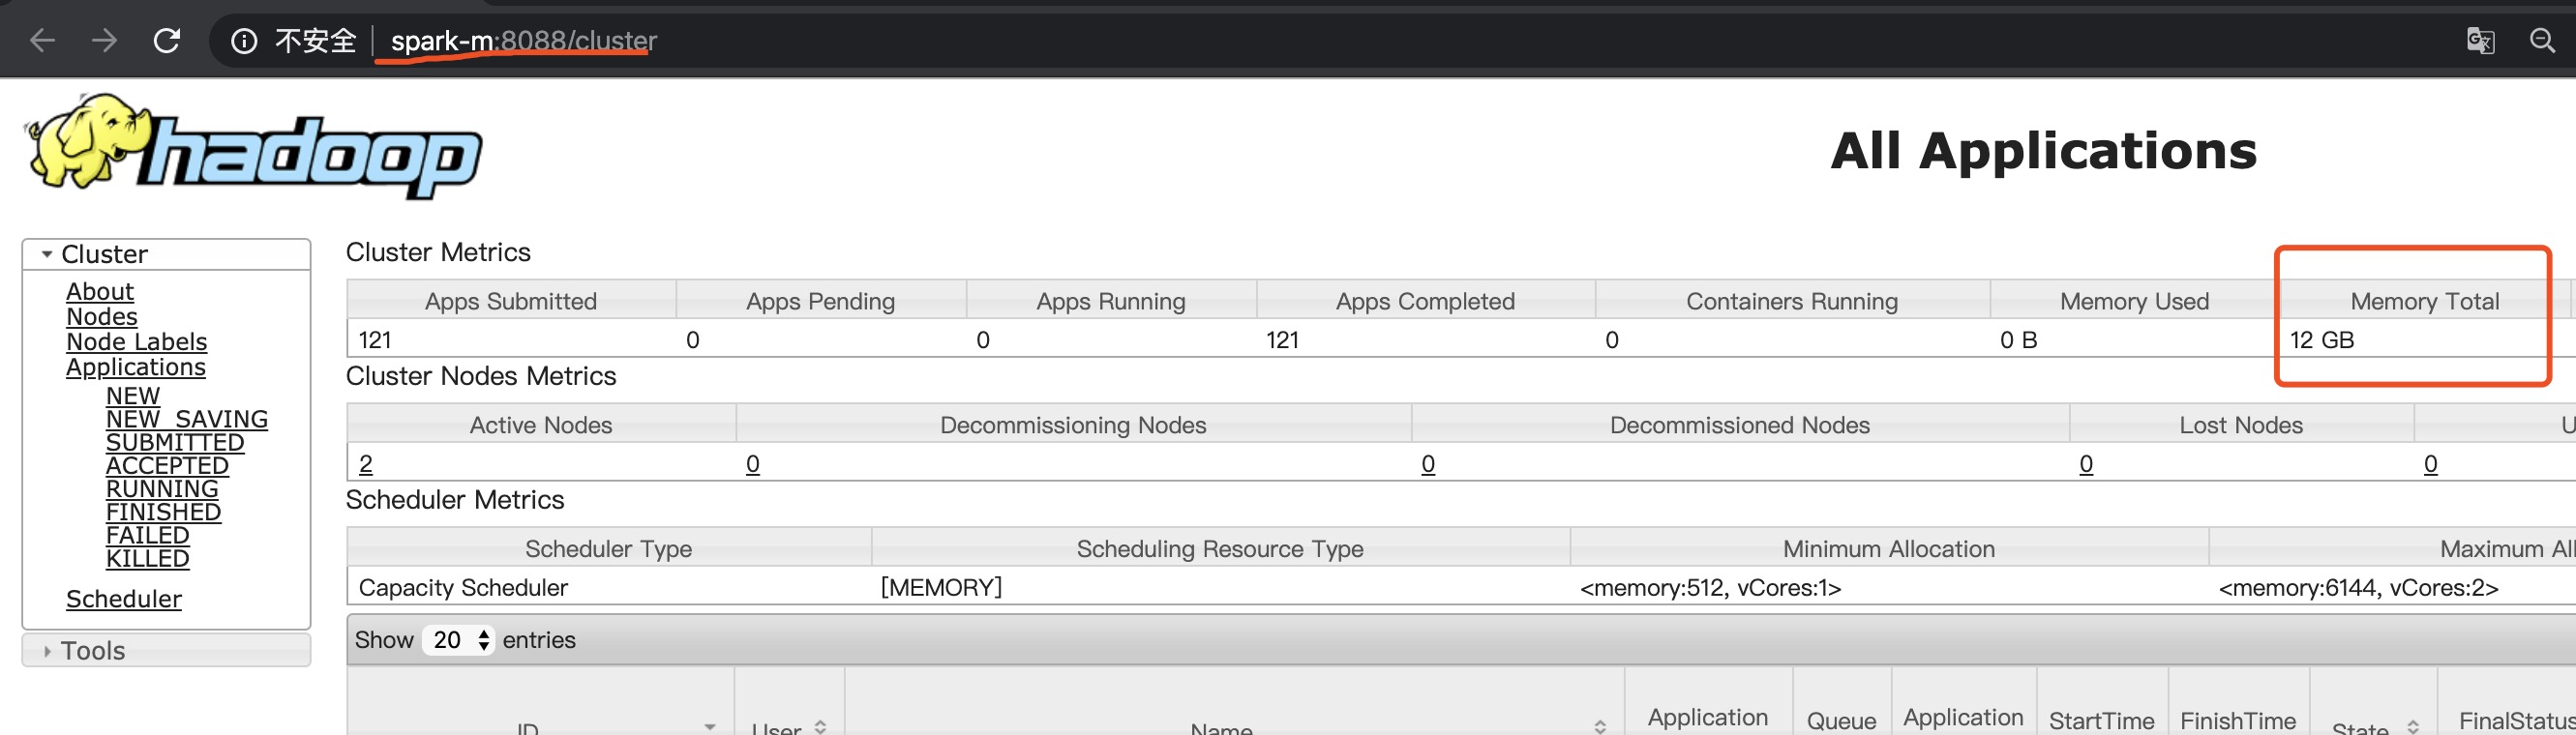 不安全 spark-m:8088/cluster
hadoop
All Applications
Cluster
About
Nodes
Node Labels
Applications
NEW
NEW_SAVING
SUBMITTED
ACCEPTED
RUNNING
FINISHED
FAILED
KILLED
Scheduler
Tools
Cluster Metrics
Apps Submitted Apps Pending Apps Running Apps Completed Containers Running Memory Used Memory Total
121 0 0 121 0 0 B 12 GB
Cluster Nodes Metrics
Active Nodes Decommissioning Nodes Decommissioned Nodes Lost Nodes U
2 0 0 0 0
Scheduler Metrics
Scheduler Type Scheduling Resource Type Minimum Allocation Maximum All
Capacity Scheduler [MEMORY] <memory:512, vCores:1> <memory:6144, vCores:2>
Show 20 entries
ID User Name Application Queue Application StartTime FinishTime State FinalStatus